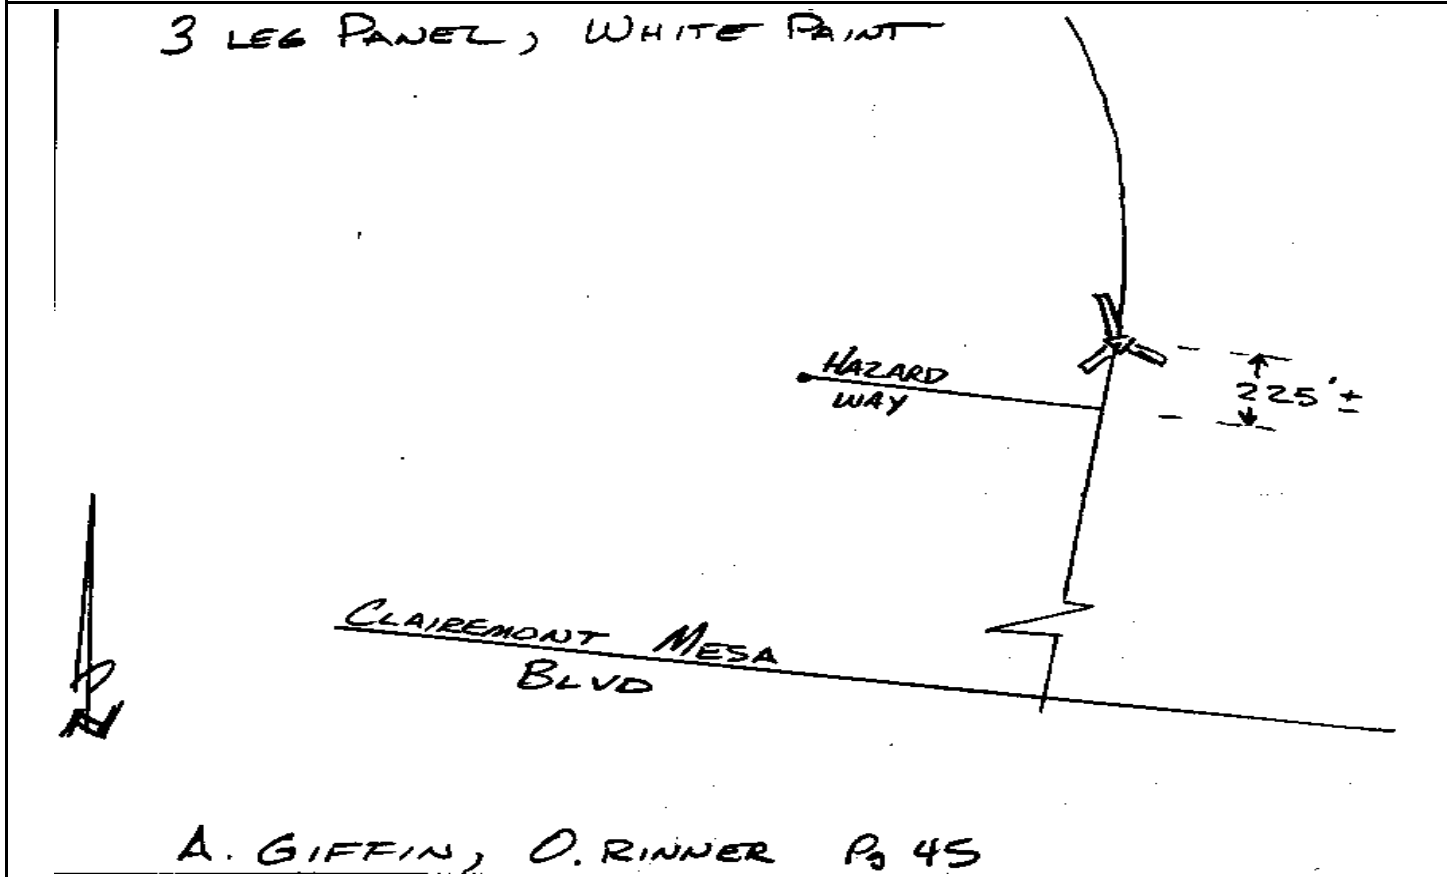 3 LEG PANEL, WHITE PAINT
HAZARD
WAY
225'±
CLAIREMONT MESA
BLVD
N
A. GIFFIN, O. RINNER Pg 45